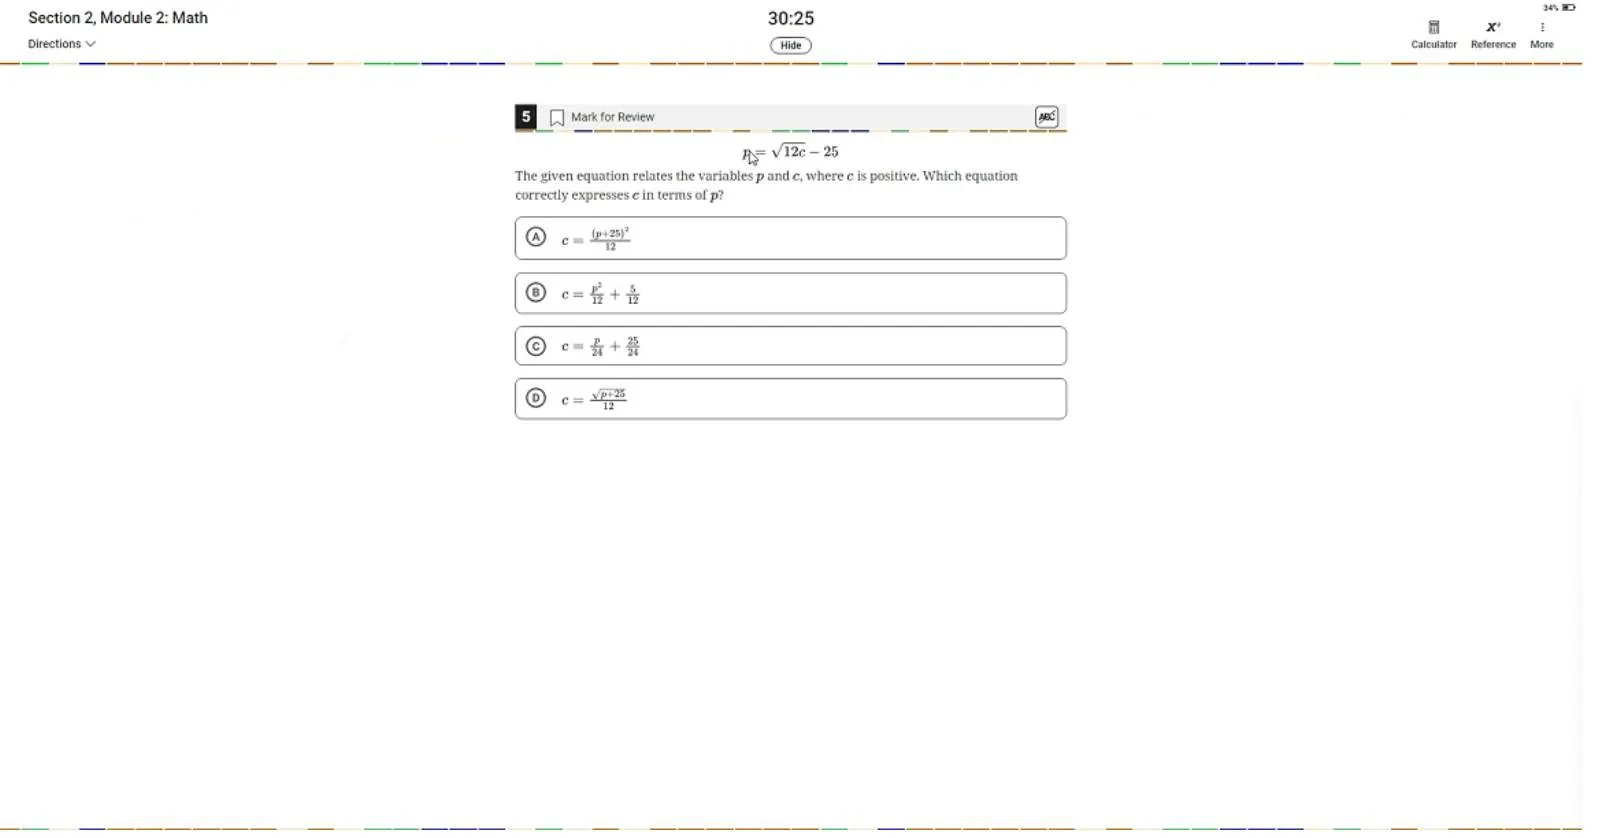 34%
Section 2, Module 2: Math
30:25
Directions
Hide
Calculator Reference More
5 Mark for Review ABC
p = √12c − 25
The given equation relates the variables p and c, where c is positive. Which equation
correctly expresses c in terms of p?
A c = (p+25)²/12
B c = p²/12 + 5/12
C c = p/24 + 25/24
D c = √p+25/12